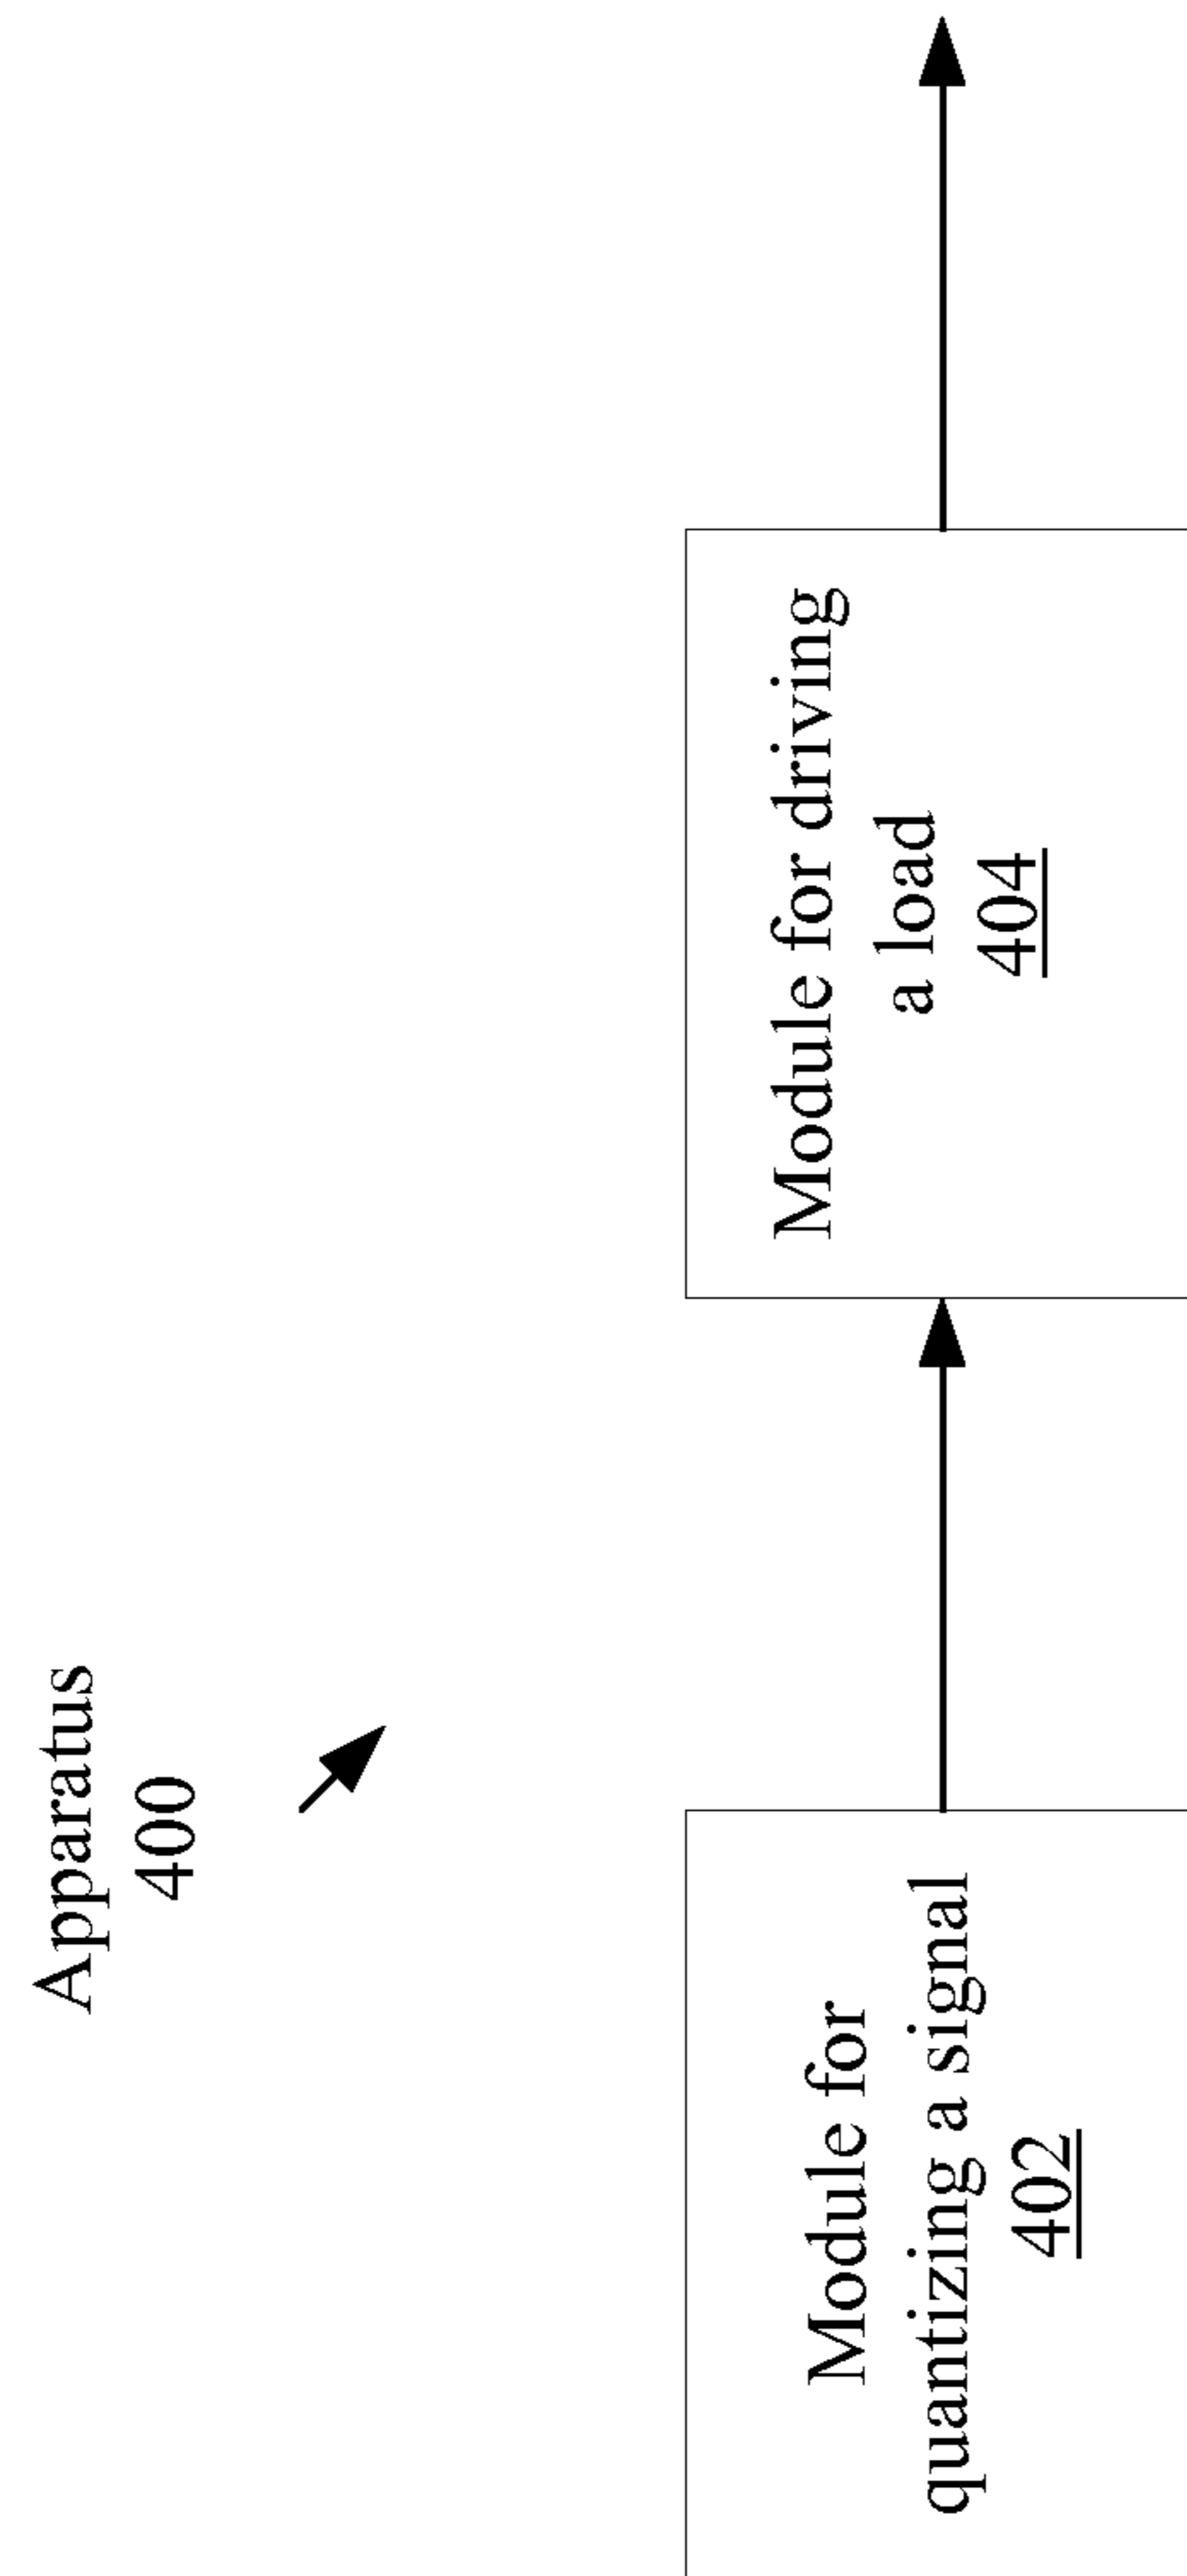 Apparatus
400
Module for
quantizing a signal
402
Module for driving
a load
404